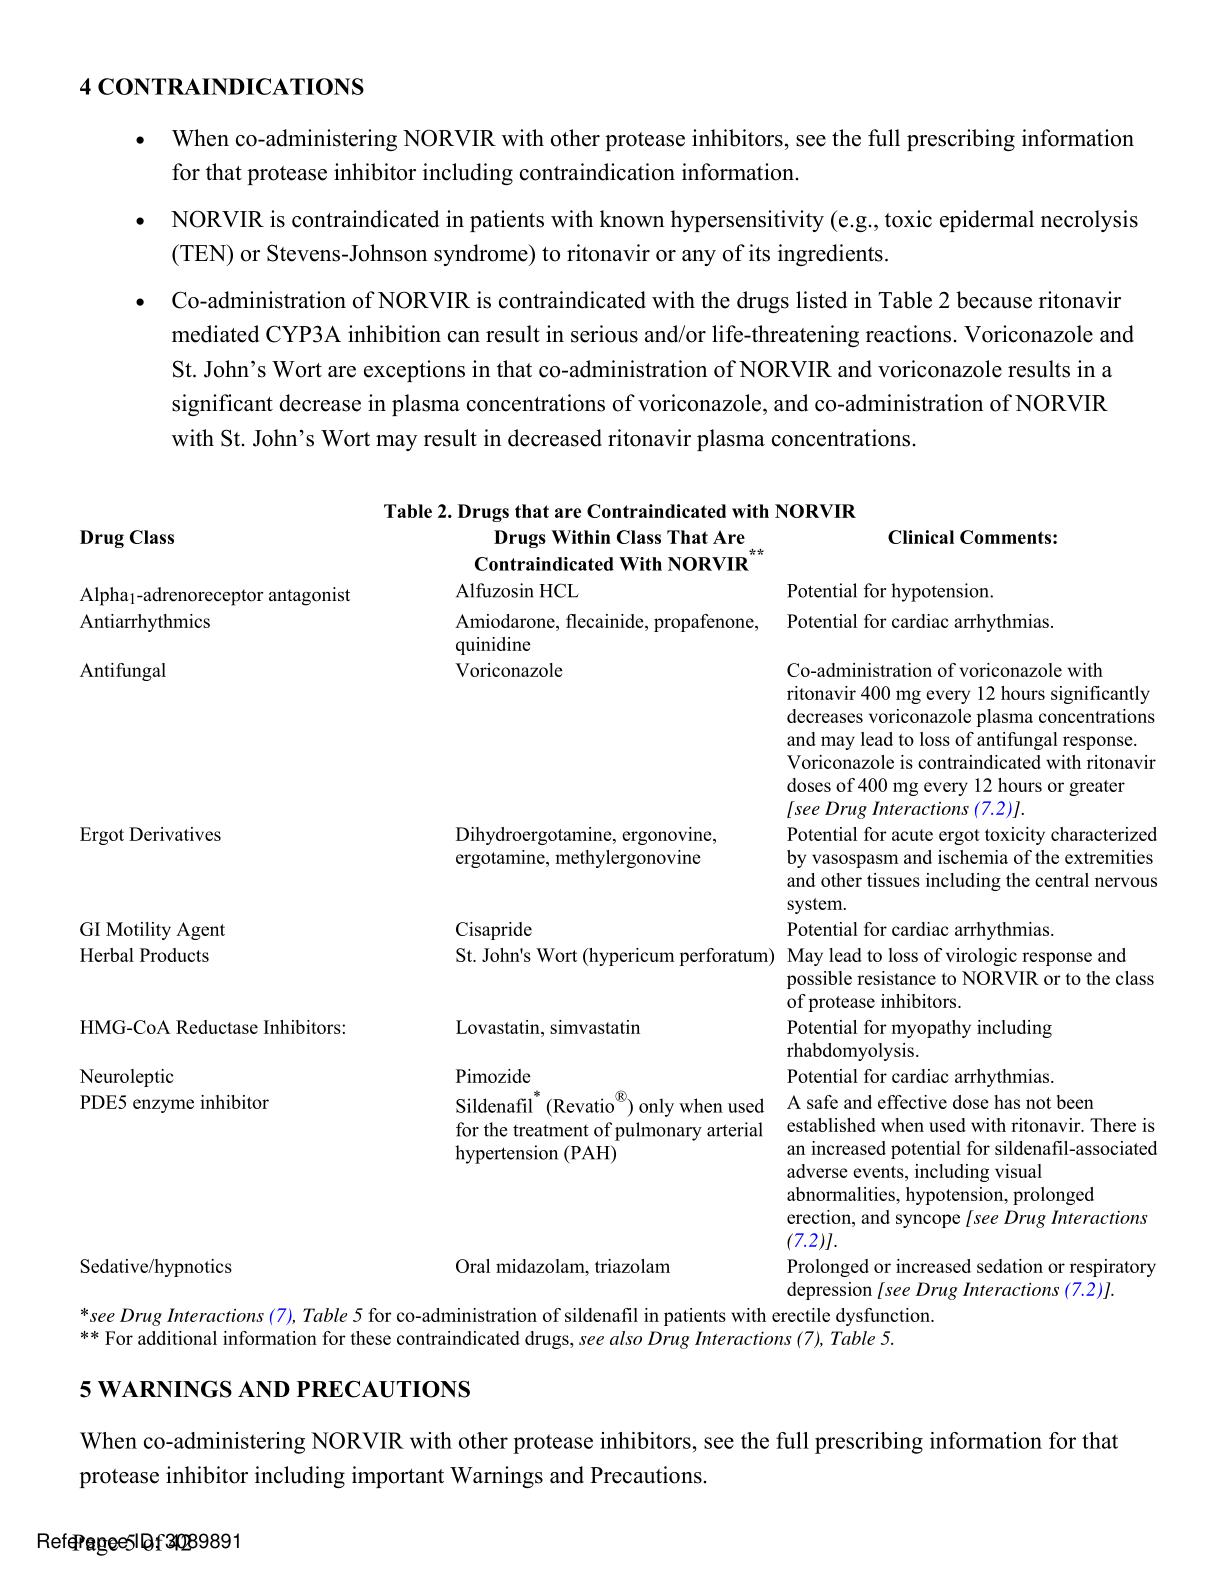 4 CONTRAINDICATIONS
• When co-administering NORVIR with other protease inhibitors, see the full prescribing information
for that protease inhibitor including contraindication information.
• NORVIR is contraindicated in patients with known hypersensitivity (e.g., toxic epidermal necrolysis
(TEN) or Stevens-Johnson syndrome) to ritonavir or any of its ingredients.
• Co-administration of NORVIR is contraindicated with the drugs listed in Table 2 because ritonavir
mediated CYP3A inhibition can result in serious and/or life-threatening reactions. Voriconazole and
St. John’s Wort are exceptions in that co-administration of NORVIR and voriconazole results in a
significant decrease in plasma concentrations of voriconazole, and co-administration of NORVIR
with St. John’s Wort may result in decreased ritonavir plasma concentrations.
Table 2. Drugs that are Contraindicated with NORVIR
Drug Class
Drugs Within Class That Are
Contraindicated With NORVIR**
Clinical Comments:
Alpha1-adrenoreceptor antagonist
Alfuzosin HCL
Potential for hypotension.
Antiarrhythmics
Amiodarone, flecainide, propafenone,
quinidine
Potential for cardiac arrhythmias.
Antifungal
Voriconazole
Co-administration of voriconazole with
ritonavir 400 mg every 12 hours significantly
decreases voriconazole plasma concentrations
and may lead to loss of antifungal response.
Voriconazole is contraindicated with ritonavir
doses of 400 mg every 12 hours or greater
[see Drug Interactions (7.2)].
Ergot Derivatives
Dihydroergotamine, ergonovine,
ergotamine, methylergonovine
Potential for acute ergot toxicity characterized
by vasospasm and ischemia of the extremities
and other tissues including the central nervous
system.
GI Motility Agent
Cisapride
Potential for cardiac arrhythmias.
Herbal Products
St. John's Wort (hypericum perforatum)
May lead to loss of virologic response and
possible resistance to NORVIR or to the class
of protease inhibitors.
HMG-CoA Reductase Inhibitors:
Lovastatin, simvastatin
Potential for myopathy including
rhabdomyolysis.
Neuroleptic
Pimozide
Potential for cardiac arrhythmias.
PDE5 enzyme inhibitor
Sildenafil* (Revatio®) only when used
for the treatment of pulmonary arterial
hypertension (PAH)
A safe and effective dose has not been
established when used with ritonavir. There is
an increased potential for sildenafil-associated
adverse events, including visual
abnormalities, hypotension, prolonged
erection, and syncope [see Drug Interactions
(7.2)].
Sedative/hypnotics
Oral midazolam, triazolam
Prolonged or increased sedation or respiratory
depression [see Drug Interactions (7.2)].
*see Drug Interactions (7), Table 5 for co-administration of sildenafil in patients with erectile dysfunction.
** For additional information for these contraindicated drugs, see also Drug Interactions (7), Table 5.
5 WARNINGS AND PRECAUTIONS
When co-administering NORVIR with other protease inhibitors, see the full prescribing information for that
protease inhibitor including important Warnings and Precautions.
Reference ID: 3089891
Page 5 of 42